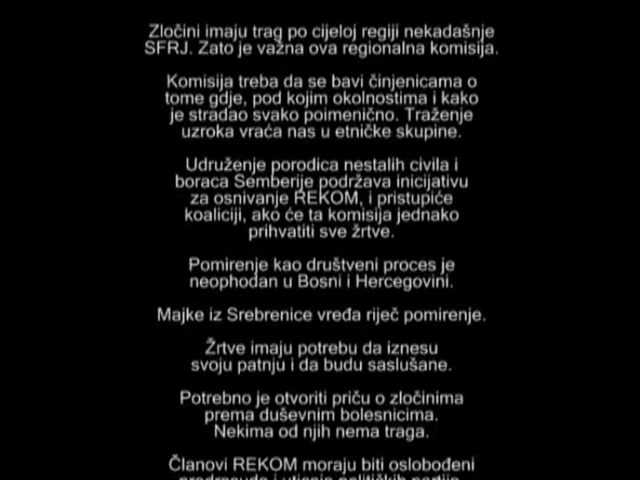 Zločini imaju trag po cijeloj regiji nekadašnje
SFRJ. Zato je važna ova regionalna komisija.
Komisija treba da se bavi činjenicama o
tome gdje, pod kojim okolnostima i kako
je stradao svako poimenično. Traženje
uzroka vraća nas u etničke skupine.
Udruženje porodica nestalih civila i
boraca Semberije podržava inicijativu
za osnivanje REKOM, i pristupiće
koaliciji, ako će ta komisija jednako
prihvatiti sve žrtve.
Pomirenje kao društveni proces je
neophodan u Bosni i Hercegovini.
Majke iz Srebrenice vređa riječ pomirenje.
Žrtve imaju potrebu da iznesu
svoju patnju i da budu saslušane.
Potrebno je otvoriti priču o zločinima
prema duševnim bolesnicima.
Nekima od njih nema traga.
Članovi REKOM moraju biti oslobođeni